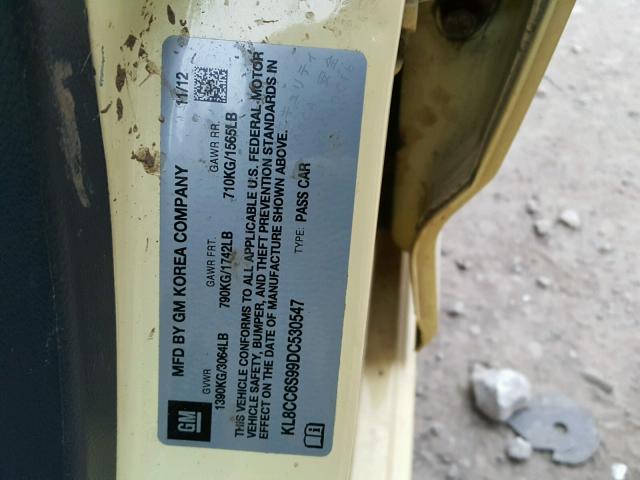 MFD BY GM KOREA COMPANY 11/12
GVWR GAWR FRT. GAWR RR.
1390KG/3064LB 790KG/1742LB 710KG/1565LB
THIS VEHICLE CONFORMS TO ALL APPLICABLE U.S. FEDERAL MOTOR
VEHICLE SAFETY, BUMPER, AND THEFT PREVENTION STANDARDS IN
EFFECT ON THE DATE OF MANUFACTURE SHOWN ABOVE.
KL8CC6S99DC530547 TYPE: PASS CAR
GM